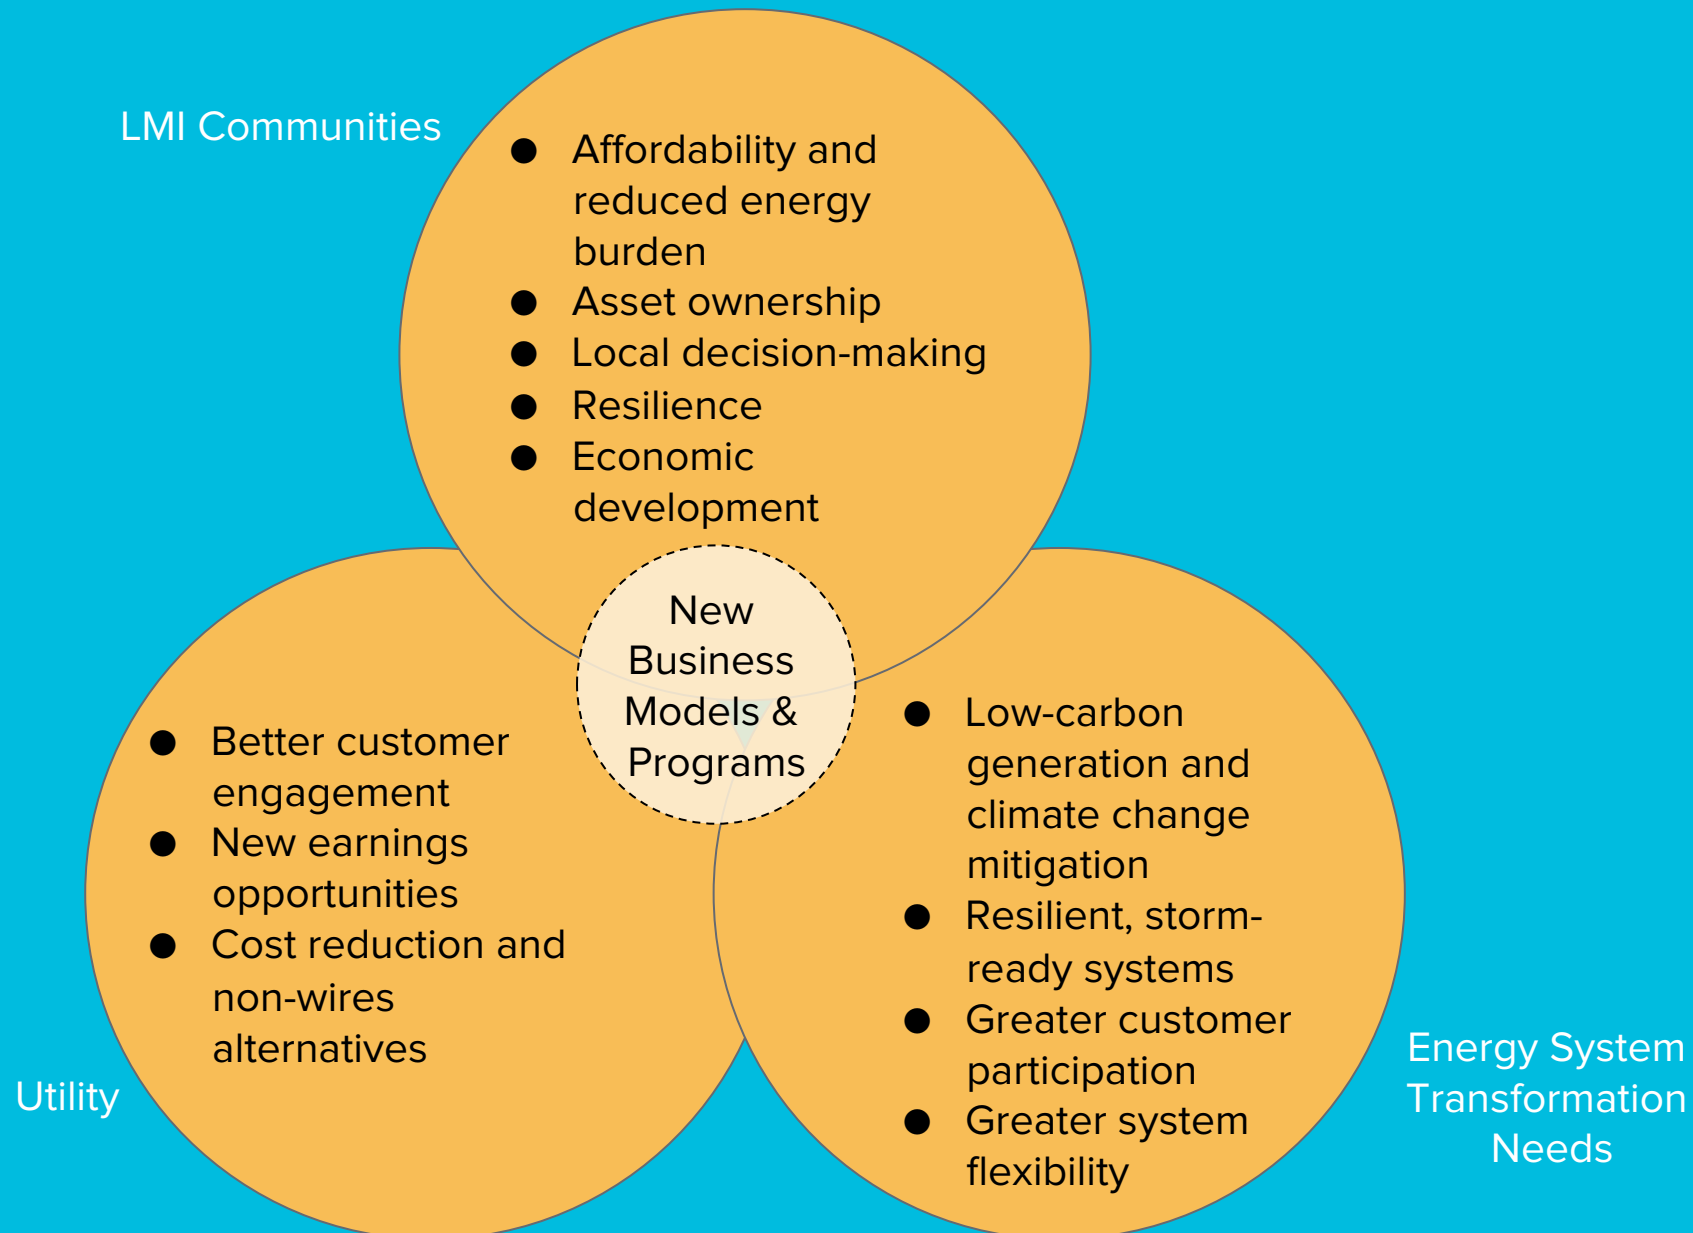 LMI Communities
● Affordability and
reduced energy
burden
● Asset ownership
● Local decision-making
● Resilience
● Economic
development
New
Business
Models &
Programs
● Better customer
engagement
● New earnings
opportunities
● Cost reduction and
non-wires
alternatives
Utility
● Low-carbon
generation and
climate change
mitigation
● Resilient, storm-
ready systems
● Greater customer
participation
● Greater system
flexibility
Energy System
Transformation
Needs